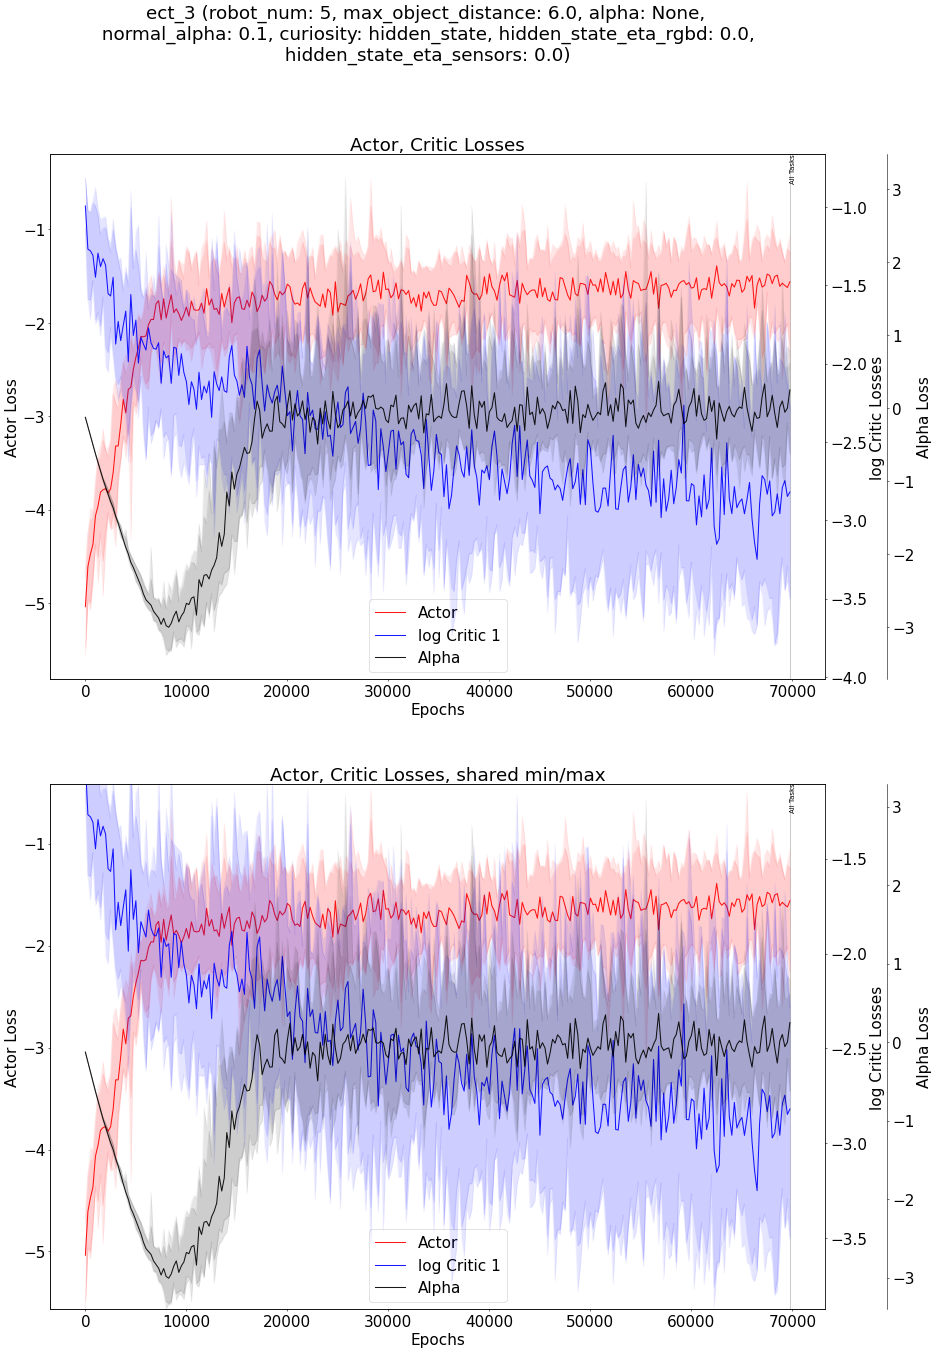 ect_3 (robot_num: 5, max_object_distance: 6.0, alpha: None,
normal_alpha: 0.1, curiosity: hidden_state, hidden_state_eta_rgbd: 0.0,
hidden_state_eta_sensors: 0.0)
Actor, Critic Losses
All Tasks
−1
−2
−3
−4
−5
Actor Loss
−1.0
−1.5
−2.0
−2.5
−3.0
−3.5
−4.0
log Critic Losses
3
2
1
0
−1
−2
−3
Alpha Loss
Actor
log Critic 1
Alpha
0 10000 20000 30000 40000 50000 60000 70000
Epochs
Actor, Critic Losses, shared min/max
All Tasks
−1
−2
−3
−4
−5
Actor Loss
−1.5
−2.0
−2.5
−3.0
−3.5
log Critic Losses
3
2
1
0
−1
−2
−3
Alpha Loss
Actor
log Critic 1
Alpha
0 10000 20000 30000 40000 50000 60000 70000
Epochs